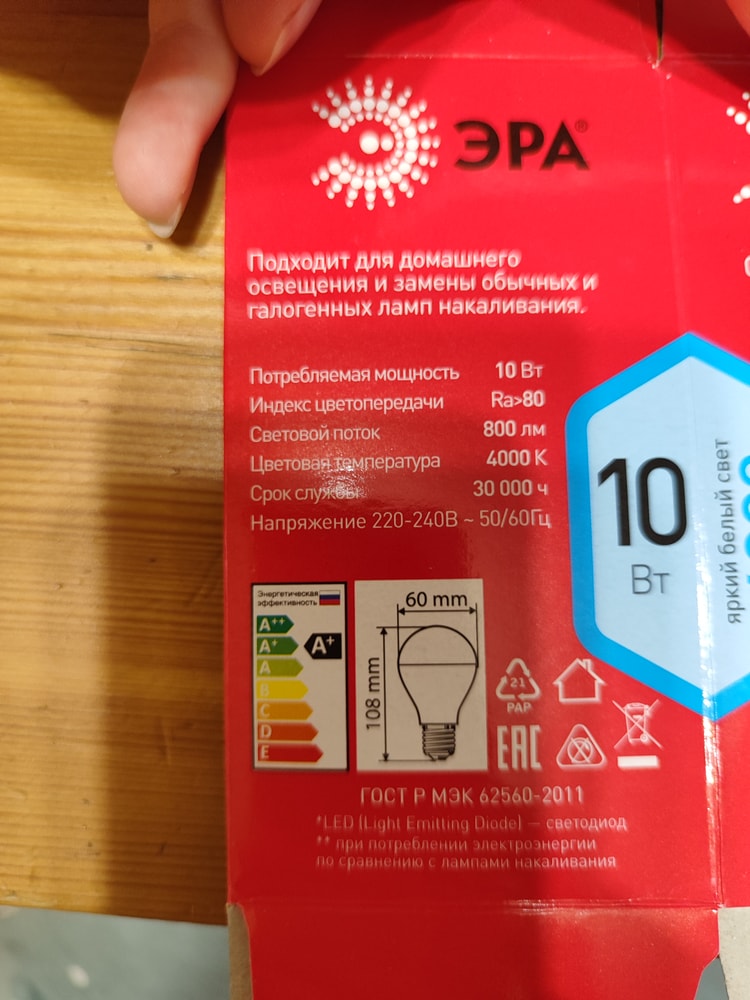 ЭРА®
Подходит для домашнего
освещения и замены обычных и
галогенных ламп накаливания.
Потребляемая мощность 10 Вт
Индекс цветопередачи Ra>80
Световой поток 800 лм
Цветовая температура 4000 К
Срок службы 30 000 ч
Напряжение 220-240В ~ 50/60Гц
10
Вт
яркий белый свет
Энергетическая
эффективность
A++
A+
A+
A
B
C
D
E
60 mm
108 mm
21
PAP
EAC
ГОСТ Р МЭК 62560-2011
*LED (Light Emitting Diode) — светодиод
** при потреблении электроэнергии
по сравнению с лампами накаливания